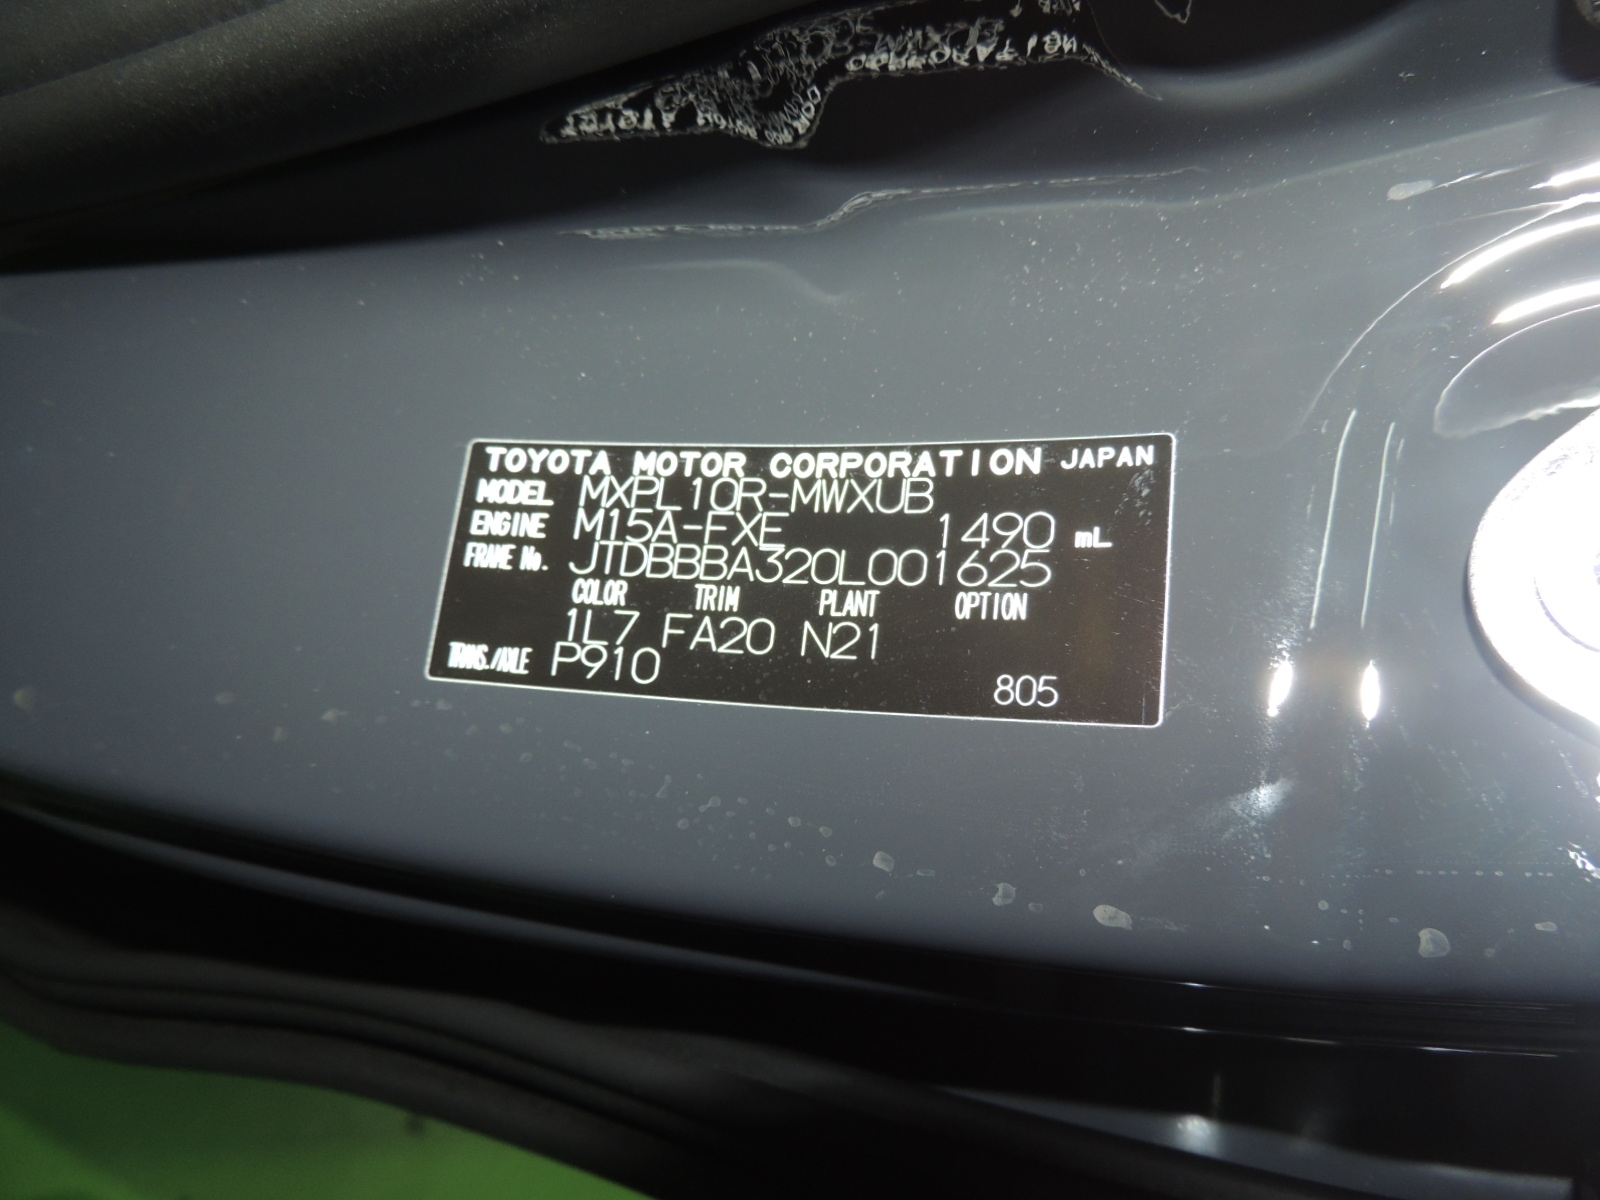 TOYOTA MOTOR CORPORATION JAPAN
MODEL MXPL10R-MWXUB
ENGINE M15A-FXE 1490 mL
FRAME No. JTDBBBA320L001625
COLOR TRIM PLANT OPTION
1L7 FA20 N21
TRANS./AXLE P910
805